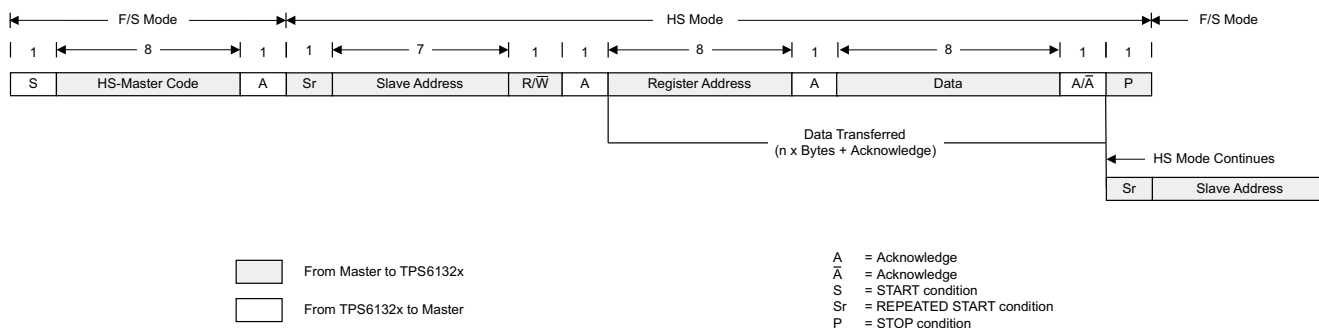 F/S Mode HS Mode F/S Mode
1 8 1 1 7 1 1 8 1 8 1 1
S HS-Master Code A Sr Slave Address R/W̅ A Register Address A Data A/A̅ P
Data Transferred
(n x Bytes + Acknowledge)
HS Mode Continues
Sr Slave Address
From Master to TPS6132x
From TPS6132x to Master
A = Acknowledge
A̅ = Acknowledge
S = START condition
Sr = REPEATED START condition
P = STOP condition